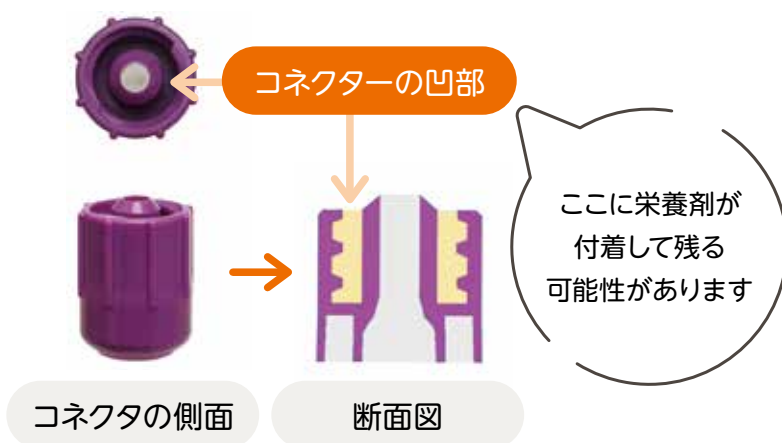 コネクターの凹部
ここに栄養剤が
付着して残る
可能性があります
コネクタの側面
断面図